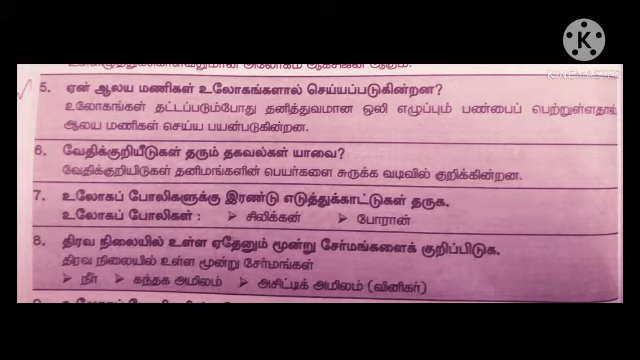 5. ஏன் ஆலய மணிகள் உலோகங்களால் செய்யப்படுகின்றன?
உலோகங்கள் தட்டப்படும்போது தனித்துவமான ஒலி எழுப்பும் பண்பைப் பெற்றுள்ளதால்
ஆலய மணிகள் செய்ய பயன்படுகின்றன.
6. வேதிக்குறியீடுகள் தரும் தகவல்கள் யாவை?
வேதிக்குறியிடுகள் தனிமங்களின் பெயர்களை சுருக்க வடிவில் குறிக்கின்றன.
7. உலோகப் போலிகளுக்கு இரண்டு எடுத்துக்காட்டுகள் தருக.
உலோகப் போலிகள் : ➢ சிலிக்கன் ➢ போரான்
8. திரவ நிலையில் உள்ள ஏதேனும் மூன்று சேர்மங்களைக் குறிப்பிடுக.
திரவ நிலையில் உள்ள மூன்று சேர்மங்கள்
➢ நீர் ➢ கந்தக அமிலம் ➢ அசிட்டிக் அமிலம் (வினிகர்)
K
KINEMASTER